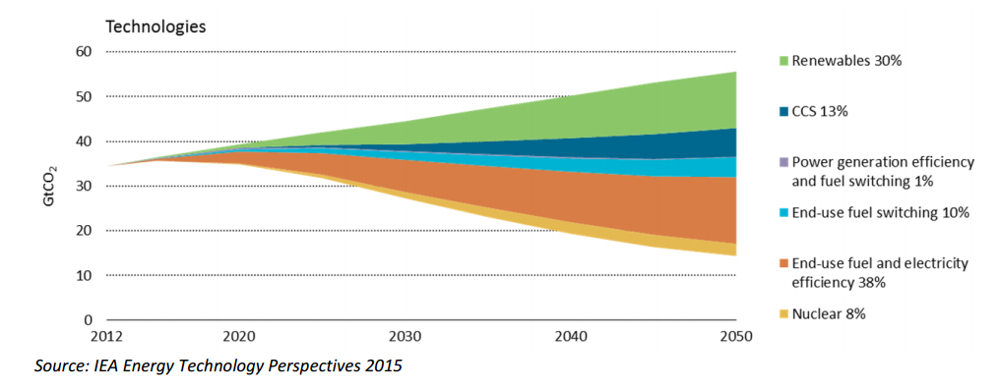 Technologies
60
50
40
30
20
10
0
GtCO₂
2012
2020
2030
2040
2050
Renewables 30%
CCS 13%
Power generation efficiency
and fuel switching 1%
End-use fuel switching 10%
End-use fuel and electricity
efficiency 38%
Nuclear 8%
Source: IEA Energy Technology Perspectives 2015